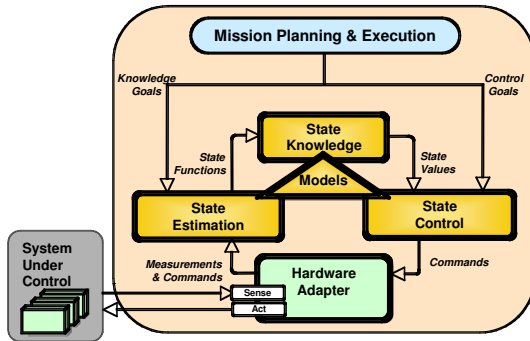 Mission Planning & Execution
Knowledge
Goals
Control
Goals
State
Knowledge
State
Functions
State
Values
Models
State
Estimation
State
Control
System
Under
Control
Measurements
& Commands
Hardware
Adapter
Commands
Sense
Act